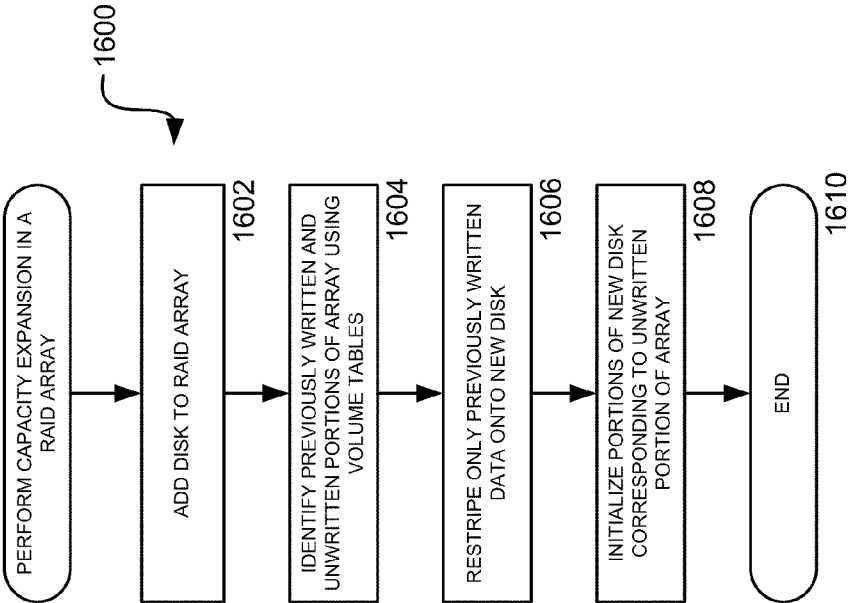 PERFORM CAPACITY EXPANSION IN A
RAID ARRAY
1600
ADD DISK TO RAID ARRAY
1602
IDENTIFY PREVIOUSLY WRITTEN AND
UNWRITTEN PORTIONS OF ARRAY USING
VOLUME TABLES
1604
RESTRIPE ONLY PREVIOUSLY WRITTEN
DATA ONTO NEW DISK
1606
INITIALIZE PORTIONS OF NEW DISK
CORRESPONDING TO UNWRITTEN
PORTION OF ARRAY
1608
END
1610